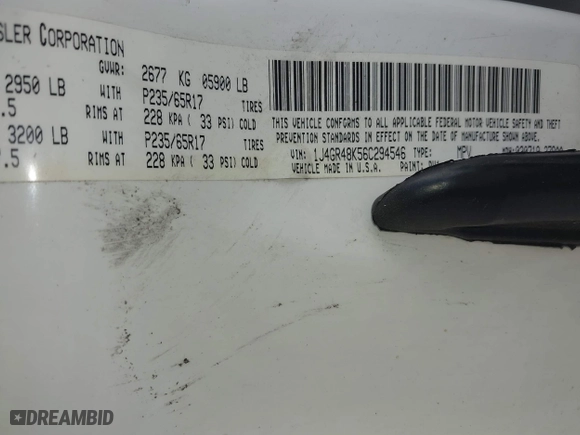 SLER CORPORATION
GVWR: 2677 KG 05900 LB
2950 LB WITH P235/65R17 TIRES
.5 RIMS AT 228 KPA ( 33 PSI) COLD
3200 LB WITH P235/65R17 TIRES
.5 RIMS AT 228 KPA ( 33 PSI) COLD
THIS VEHICLE CONFORMS TO ALL APPLICABLE FEDERAL MOTOR VEHICLE SAFETY AND THEFT
PREVENTION STANDARDS IN EFFECT ON THE DATE OF MANUFACTURE SHOWN ABOVE.
VIN: 1J4GR48K56C294546 TYPE: MPV
VEHICLE MADE IN U.S.A. PAINT:
DREAMBID